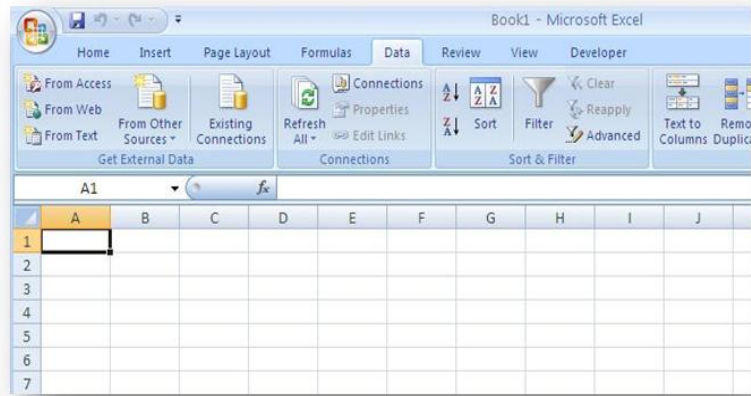 Book1 - Microsoft Excel
Home Insert Page Layout Formulas Data Review View Developer
From Access
From Web
From Text
From Other Sources
Existing Connections
Get External Data
Refresh All
Connections
Properties
Edit Links
Connections
A Z
Z A
A Z Z A
Sort
Filter
Clear
Reapply
Advanced
Sort & Filter
Text to Columns
Remo
Duplica
A1 fx
A B C D E F G H I J
1
2
3
4
5
6
7